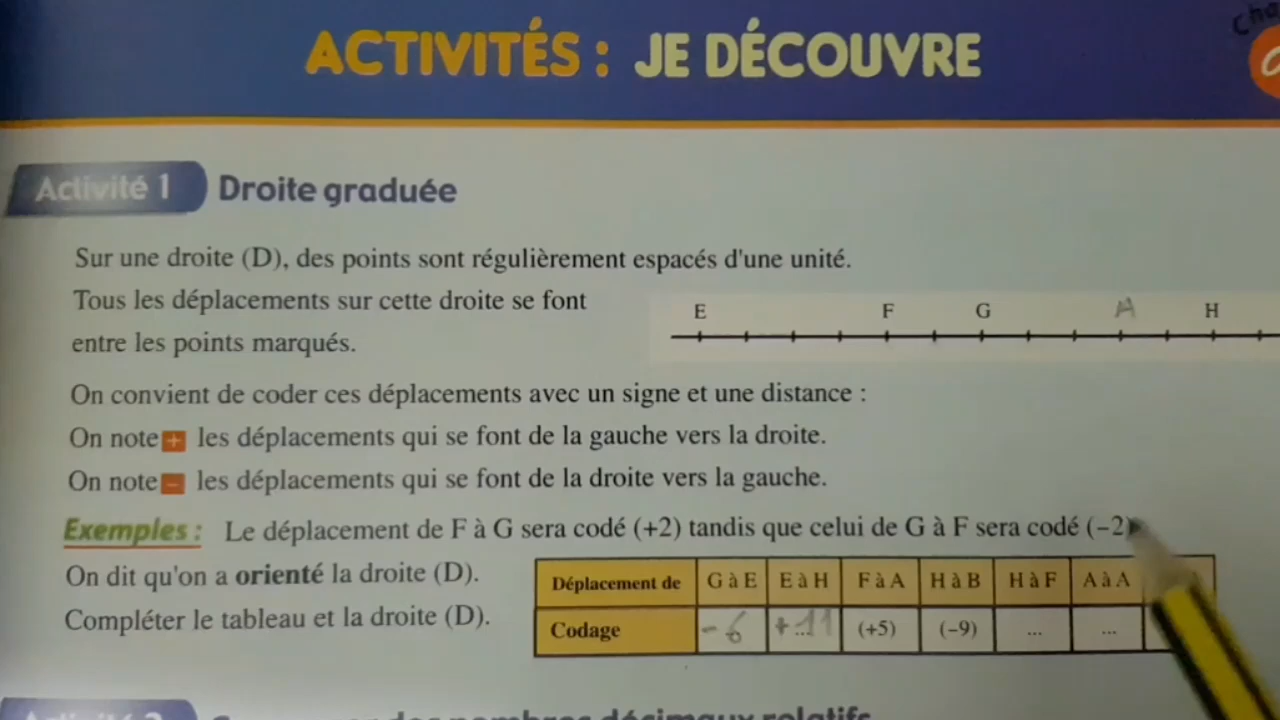 ACTIVITÉS : JE DÉCOUVRE
Activité 1 Droite graduée
Sur une droite (D), des points sont régulièrement espacés d'une unité.
Tous les déplacements sur cette droite se font
entre les points marqués.
E F G A H
On convient de coder ces déplacements avec un signe et une distance :
On note + les déplacements qui se font de la gauche vers la droite.
On note - les déplacements qui se font de la droite vers la gauche.
Exemples : Le déplacement de F à G sera codé (+2) tandis que celui de G à F sera codé (-2)
On dit qu'on a orienté la droite (D).
Compléter le tableau et la droite (D).
Déplacement de G à E E à H F à A H à B H à F A à A
Codage -6 +...11 (+5) (-9) ... ...